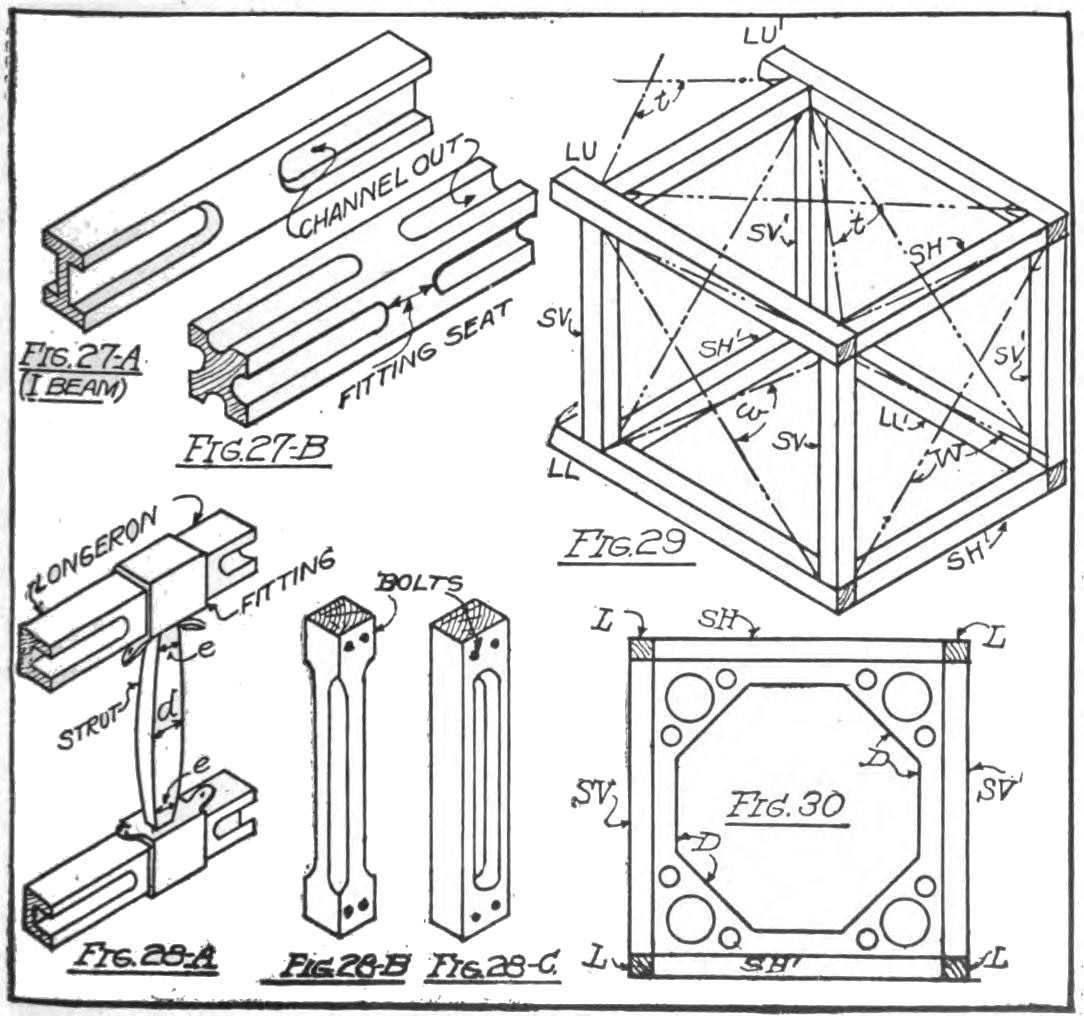 CHANNEL OUT
FIG. 27-A
(I BEAM)
FITTING SEAT
FIG. 27-B
LU'
t
LU
SV'
t
SH
SV
SH'
SV'
w
SV
LU'
W
LL
SH'
FIG. 29
LONGERON
FITTING
e
STRUT
d
e
FIG. 28-A
BOLTS
FIG. 28-B
FIG. 28-C
L
SH
L
D
SV
SV'
FIG. 30
D
L
SH'
L